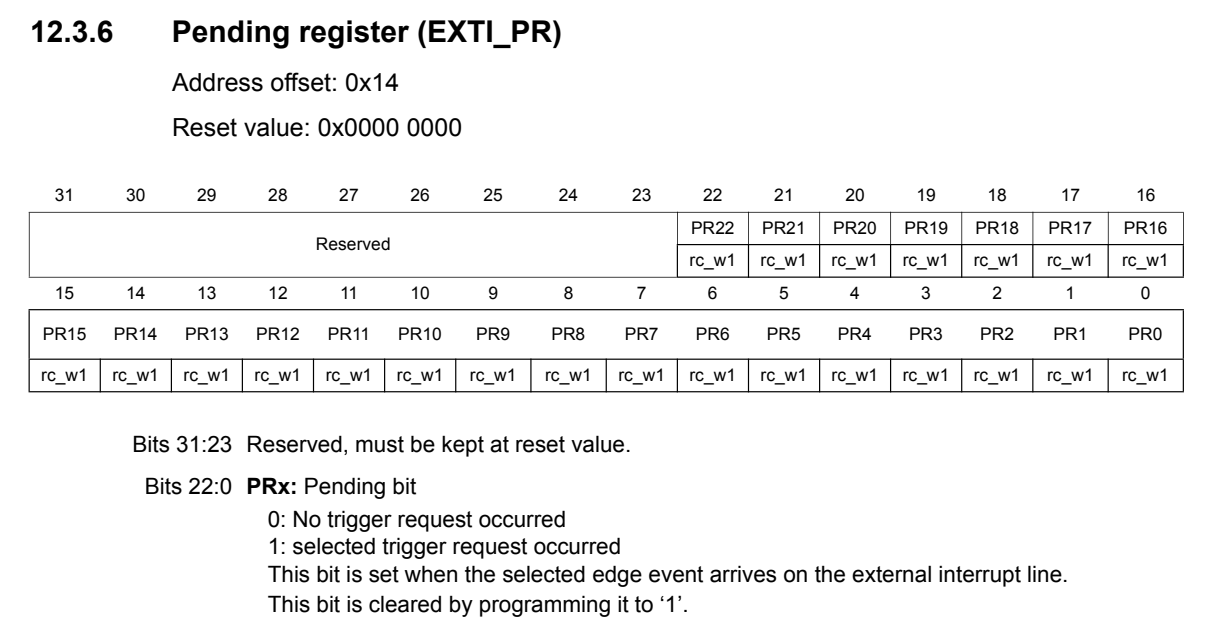 12.3.6 Pending register (EXTI_PR)
Address offset: 0x14
Reset value: 0x0000 0000
31 30 29 28 27 26 25 24 23 22 21 20 19 18 17 16
Reserved PR22 PR21 PR20 PR19 PR18 PR17 PR16
rc_w1 rc_w1 rc_w1 rc_w1 rc_w1 rc_w1 rc_w1
15 14 13 12 11 10 9 8 7 6 5 4 3 2 1 0
PR15 PR14 PR13 PR12 PR11 PR10 PR9 PR8 PR7 PR6 PR5 PR4 PR3 PR2 PR1 PR0
rc_w1 rc_w1 rc_w1 rc_w1 rc_w1 rc_w1 rc_w1 rc_w1 rc_w1 rc_w1 rc_w1 rc_w1 rc_w1 rc_w1 rc_w1 rc_w1
Bits 31:23 Reserved, must be kept at reset value.
Bits 22:0 PRx: Pending bit
0: No trigger request occurred
1: selected trigger request occurred
This bit is set when the selected edge event arrives on the external interrupt line.
This bit is cleared by programming it to ‘1’.